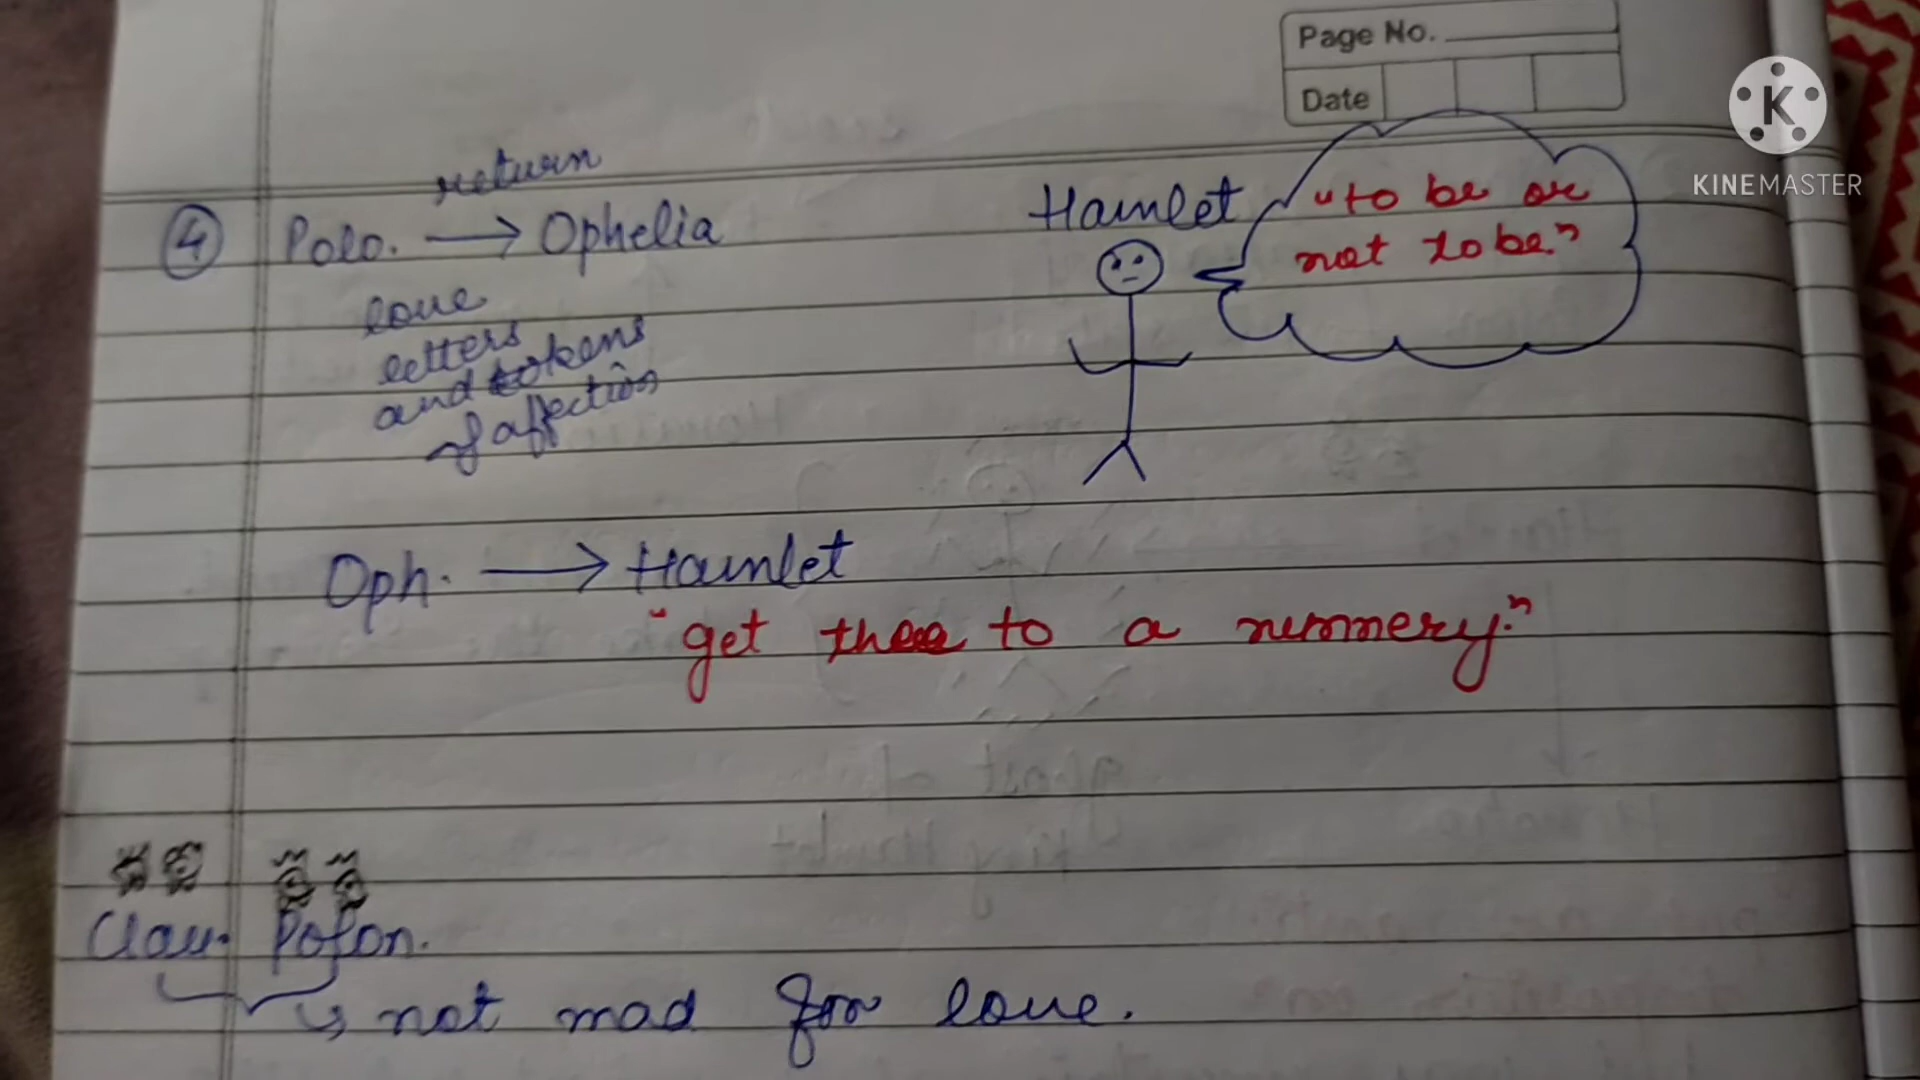 Page No.
Date
KINEMASTER
return
④ Polo. → Ophelia
love
letters
and tokens
of affection
Hamlet
"to be or
not to be."
Oph. → Hamlet
"get thee to a nunnery."
Clau. Polon.
↳ not mad for love.